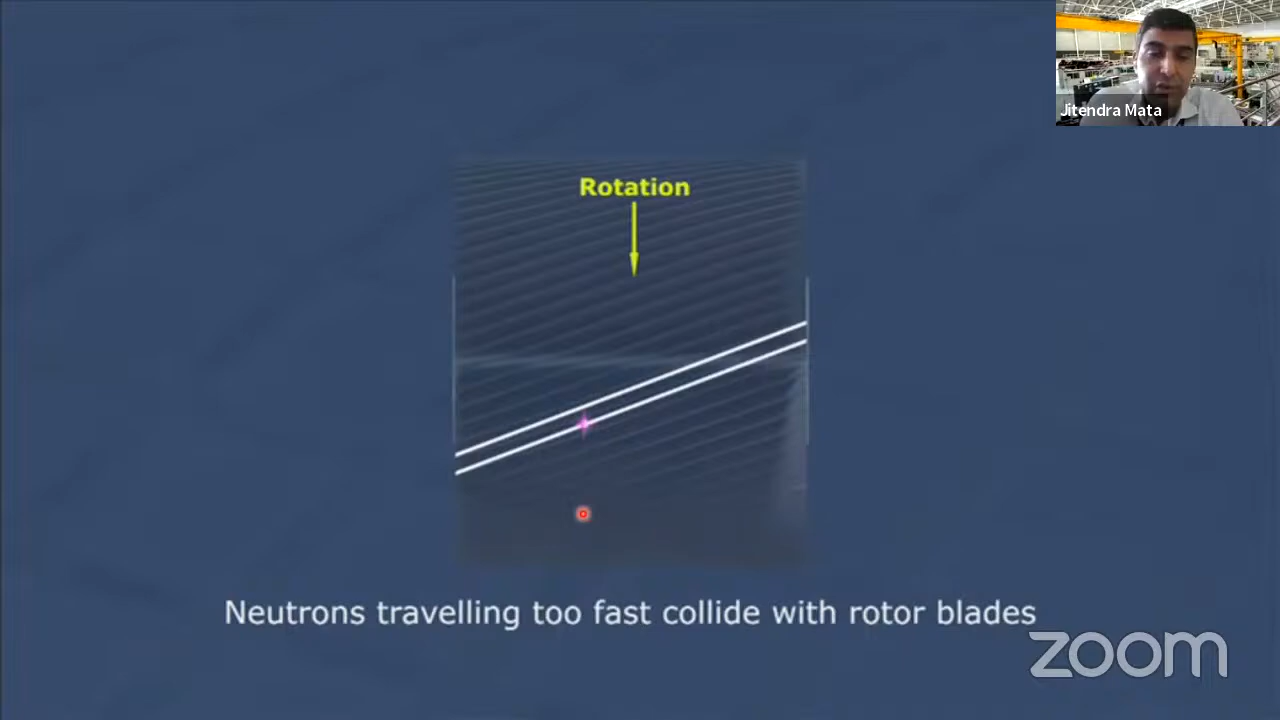 Jitendra Mata
Rotation
Neutrons travelling too fast collide with rotor blades
zoom